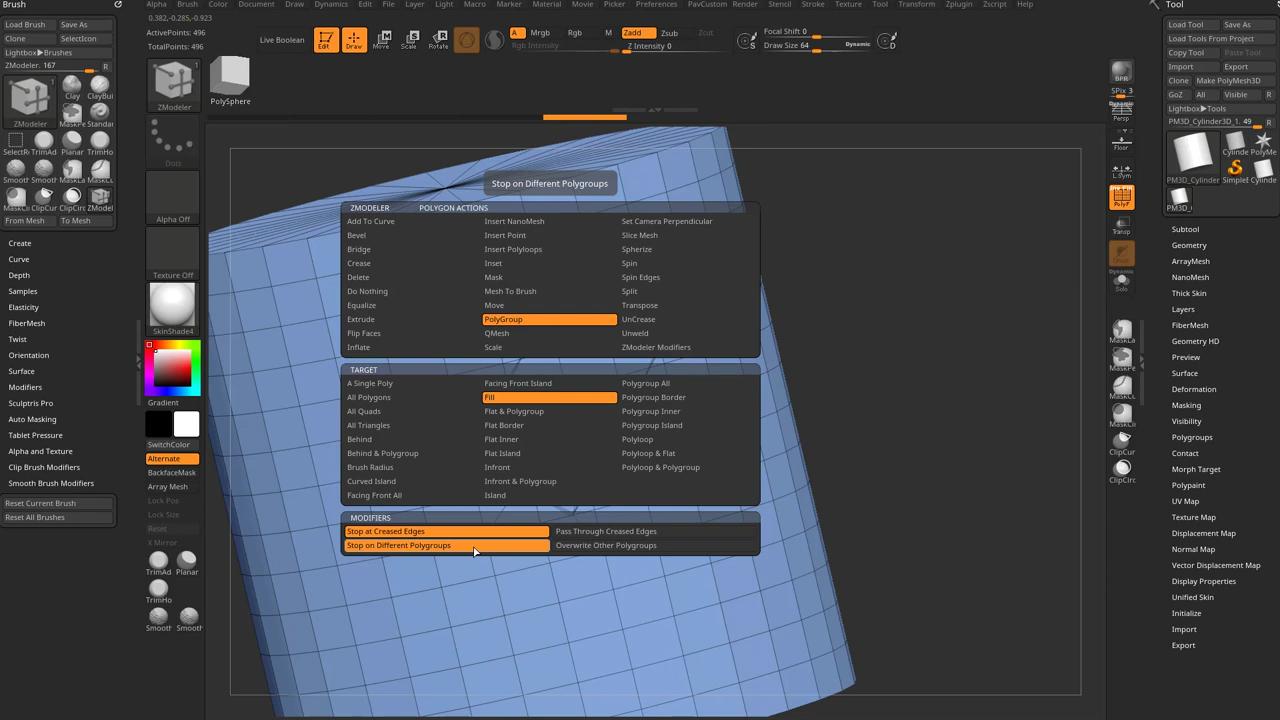 Brush
Alpha Brush Color Document Draw Dynamics Edit File Layer Light Macro Marker Material Movie Picker Preferences PavCustom Render Stencil Stroke Texture Tool Transform Zplugin Zscript Help
Tool
0.382,-0.285,-0.923
Load Brush Save As
Clone SelectIcon
Lightbox▶Brushes
ZModeler. 167 R
ZModeler
1
Clay ClayBui
MaskPe Standar
SelectRe TrimAd Planar TrimHo
Smooth Smooth MaskLa MaskCu
MaskCir ClipCur ClipCirc ZModel
From Mesh To Mesh
Create
Curve
Depth
Samples
Elasticity
FiberMesh
Twist
Orientation
Surface
Modifiers
Sculptris Pro
Auto Masking
Tablet Pressure
Alpha and Texture
Clip Brush Modifiers
Smooth Brush Modifiers
Reset Current Brush
Reset All Brushes
ActivePoints: 496
TotalPoints: 496
Live Boolean
Edit Draw Move Scale Rotate
A Mrgb Rgb M Zadd Zsub Zcut
Rgb Intensity Z Intensity 0
Focal Shift 0
Draw Size 64 Dynamic
S D
1
ZModeler
PolySphere
Dots
Alpha Off
Texture Off
SkinShade4
Gradient
SwitchColor
Alternate
BackfaceMask
Array Mesh
Lock Pos
Lock Size
Reset
X Mirror
TrimAd Planar
TrimHo
Smooth Smooth
Stop on Different Polygroups
ZMODELER POLYGON ACTIONS
Add To Curve Insert NanoMesh Set Camera Perpendicular
Bevel Insert Point Slice Mesh
Bridge Insert Polyloops Spherize
Crease Inset Spin
Delete Mask Spin Edges
Do Nothing Mesh To Brush Split
Equalize Move Transpose
Extrude PolyGroup UnCrease
Flip Faces QMesh Unweld
Inflate Scale ZModeler Modifiers
TARGET
A Single Poly Facing Front Island Polygroup All
All Polygons Fill Polygroup Border
All Quads Flat & Polygroup Polygroup Inner
All Triangles Flat Border Polygroup Island
Behind Flat Inner Polyloop
Behind & Polygroup Flat Island Polyloop & Flat
Brush Radius Infront Polyloop & Polygroup
Curved Island Infront & Polygroup
Facing Front All Island
MODIFIERS
Stop at Creased Edges Pass Through Creased Edges
Stop on Different Polygroups Overwrite Other Polygroups
BPR
SPix 3
Dynamic
Persp
Floor
L.Sym
PolyF
Transp
Dynamic
Solo
MaskLa
MaskPe
MaskCu
ClipCur
ClipCirc
Load Tool Save As
Load Tools From Project
Copy Tool Paste Tool
Import Export
Clone Make PolyMesh3D
GoZ All Visible R
Lightbox▶Tools
PM3D_Cylinder3D_1. 49 R
Cylinde PolyMe
PM3D_Cylinder SimpleB Cylinde
PM3D_C
Subtool
Geometry
ArrayMesh
NanoMesh
Thick Skin
Layers
FiberMesh
Geometry HD
Preview
Surface
Deformation
Masking
Visibility
Polygroups
Contact
Morph Target
Polypaint
UV Map
Texture Map
Displacement Map
Normal Map
Vector Displacement Map
Display Properties
Unified Skin
Initialize
Import
Export